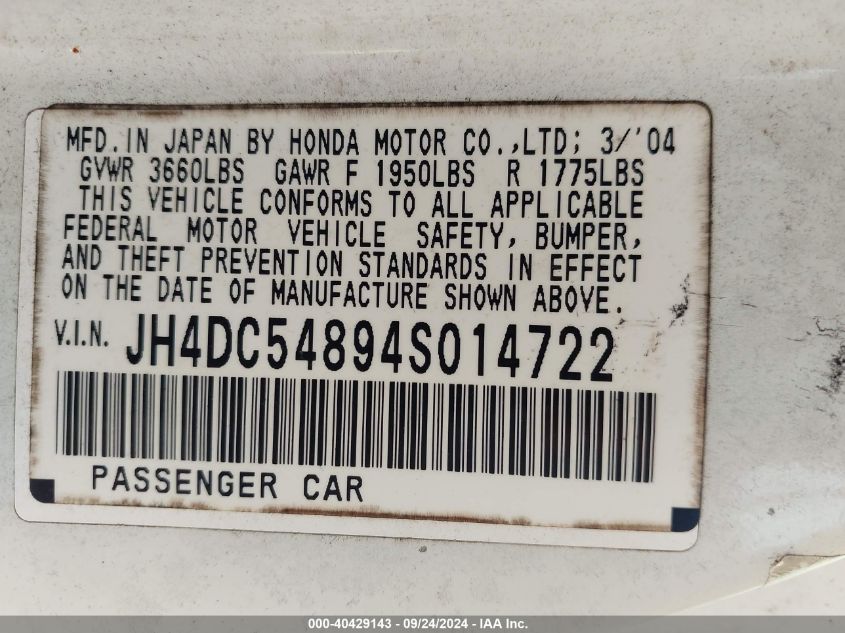 MFD. IN JAPAN BY HONDA MOTOR CO.,LTD; 3/'04
GVWR 3660LBS GAWR F 1950LBS R 1775LBS
THIS VEHICLE CONFORMS TO ALL APPLICABLE
FEDERAL MOTOR VEHICLE SAFETY, BUMPER,
AND THEFT PREVENTION STANDARDS IN EFFECT
ON THE DATE OF MANUFACTURE SHOWN ABOVE.
V.I.N. JH4DC54894S014722
PASSENGER CAR
000-40429143 - 09/24/2024 - IAA Inc.